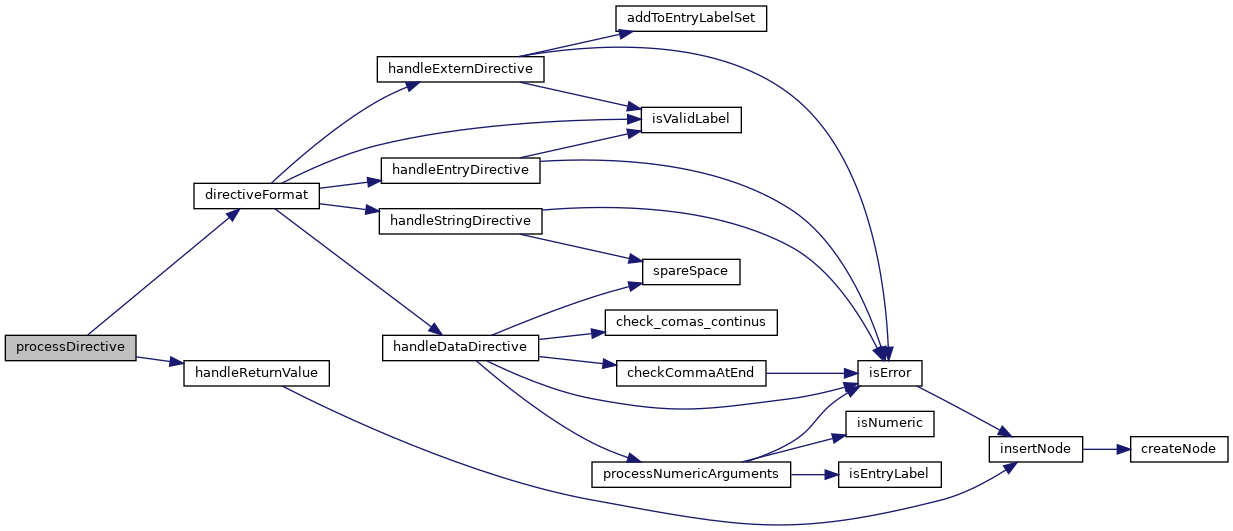 addToEntryLabelSet
handleExternDirective
isValidLabel
handleEntryDirective
directiveFormat
handleStringDirective
spareSpace
check_comas_continus
processDirective
handleDataDirective
handleReturnValue
checkCommaAtEnd
isError
isNumeric
insertNode
createNode
processNumericArguments
isEntryLabel